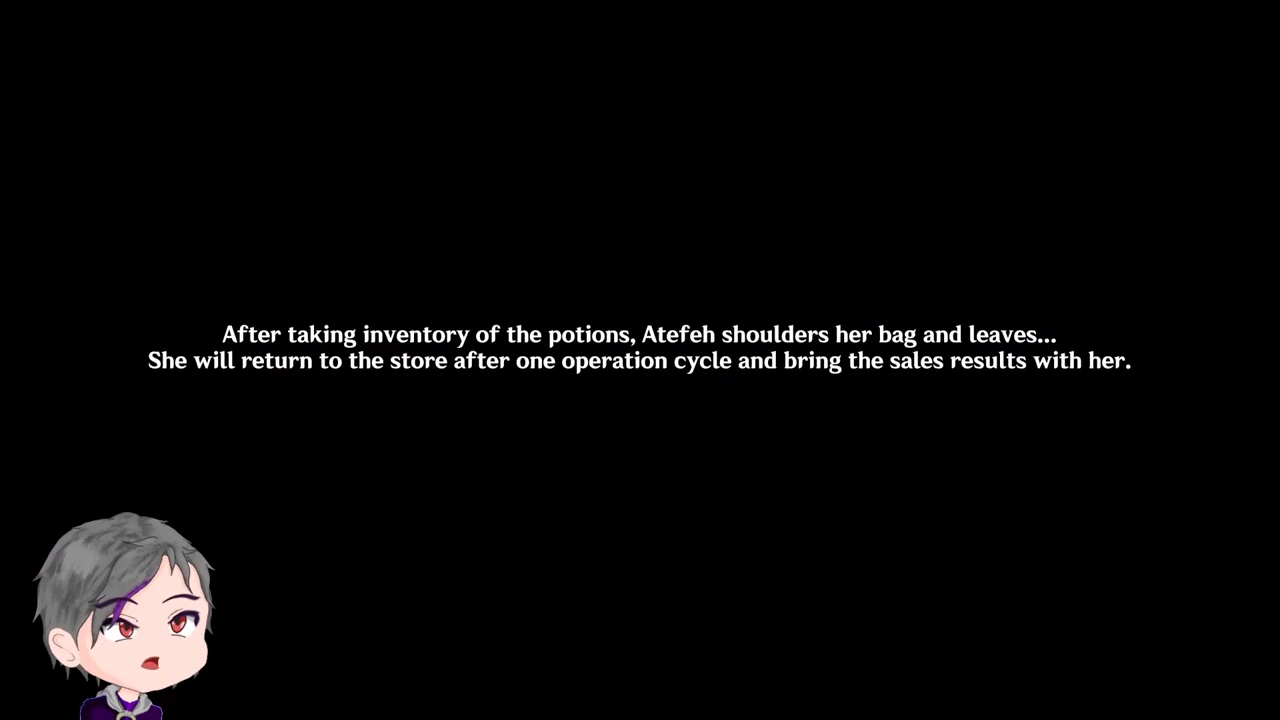 After taking inventory of the potions, Atefeh shoulders her bag and leaves...
She will return to the store after one operation cycle and bring the sales results with her.